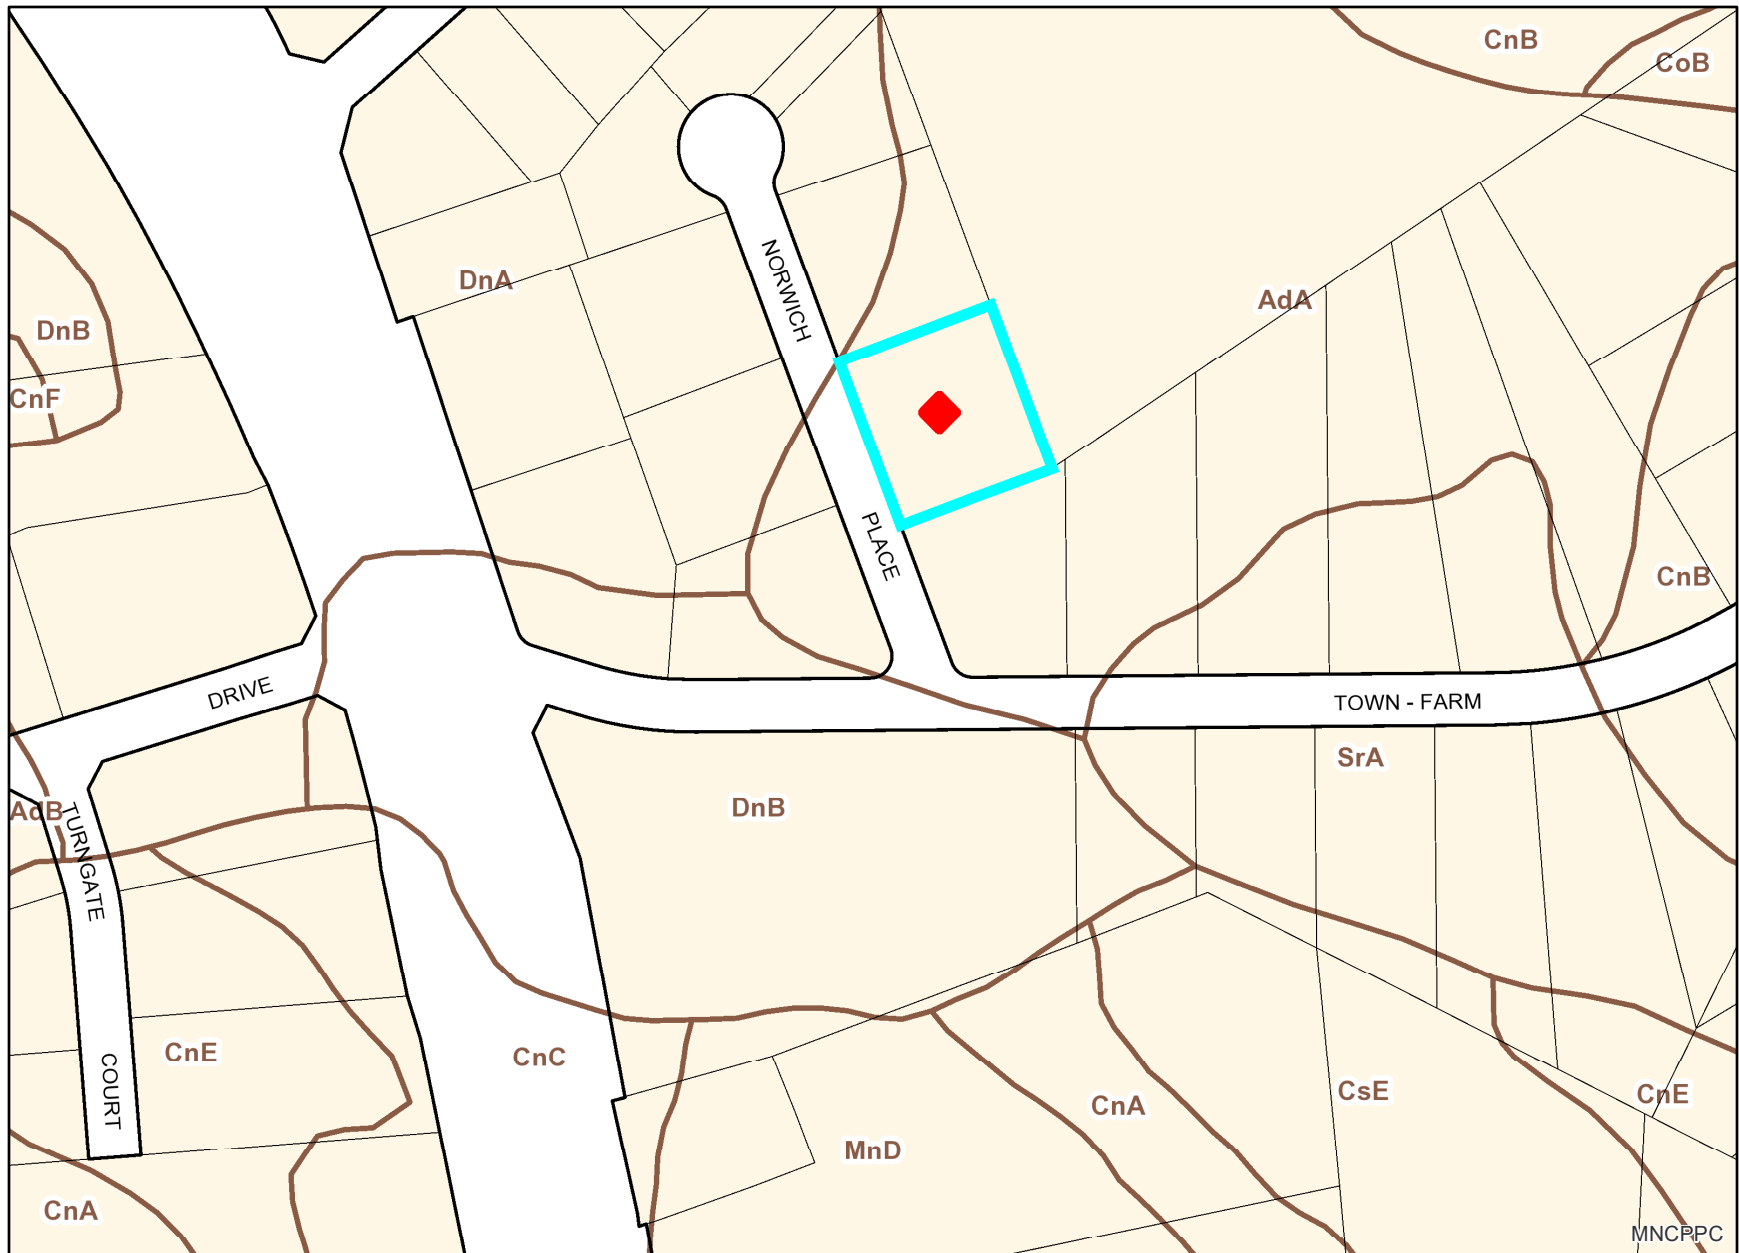 CnB
CoB
DnA
NORWICH
AdA
DnB
CnF
PLACE
CnB
DRIVE
TOWN - FARM
SrA
AdB
TURNGATE
DnB
CnE
COURT
CnC
CnA
CsE
CnE
MnD
CnA
MNCPPC